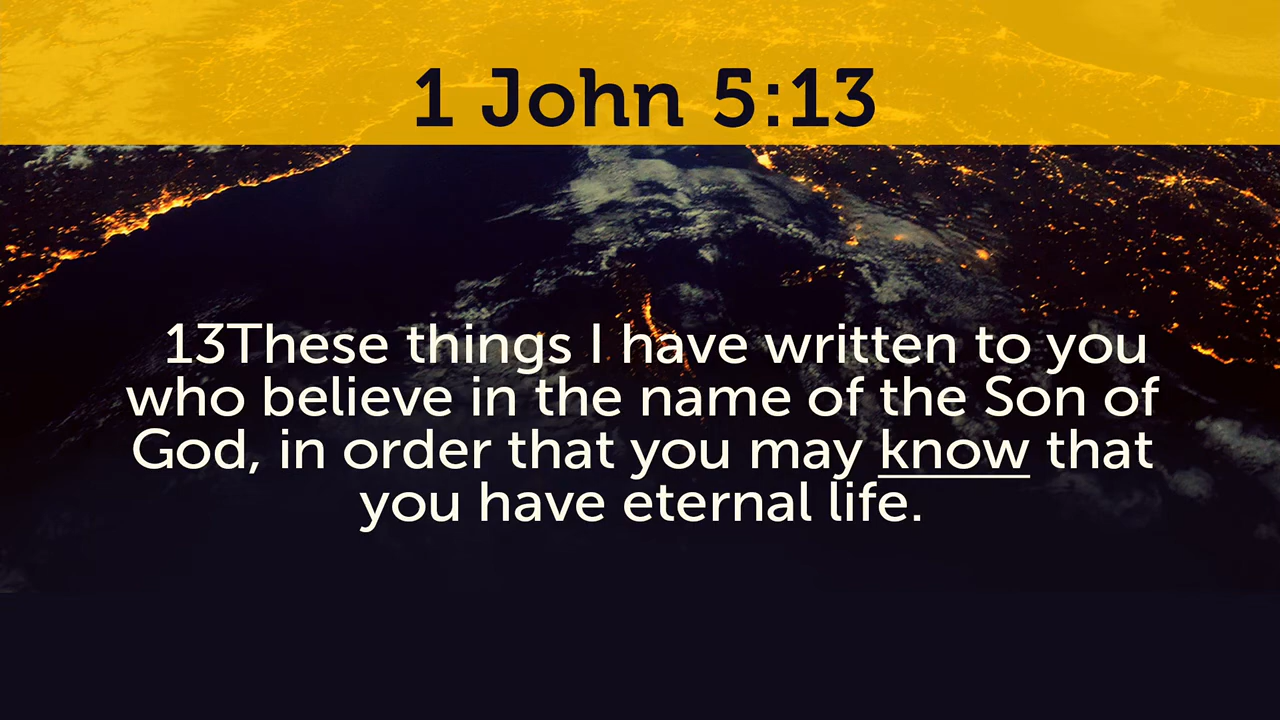 1 John 5:13
13These things I have written to you
who believe in the name of the Son of
God, in order that you may know that
you have eternal life.